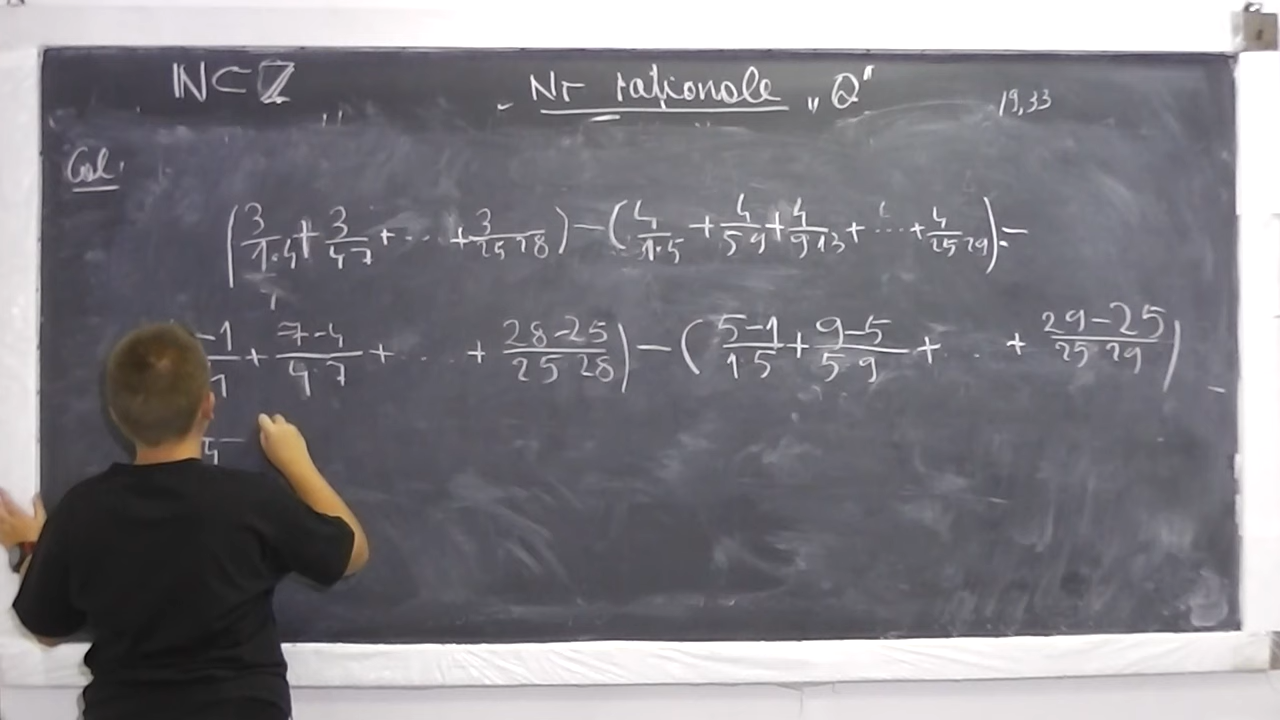 ℕ⊂ℤ
Nr raționale „Q"
19,33
Cal.
(3/1·4 + 3/4·7 + ... + 3/25·28) − (4/1·5 + 4/5·9 + 4/9·13 + ... + 4/25·29) =
−1 + 7−4/4·7 + ... + 28−25/25·28) − (5−1/1·5 + 9−5/5·9 + ... + 29−25/25·29)